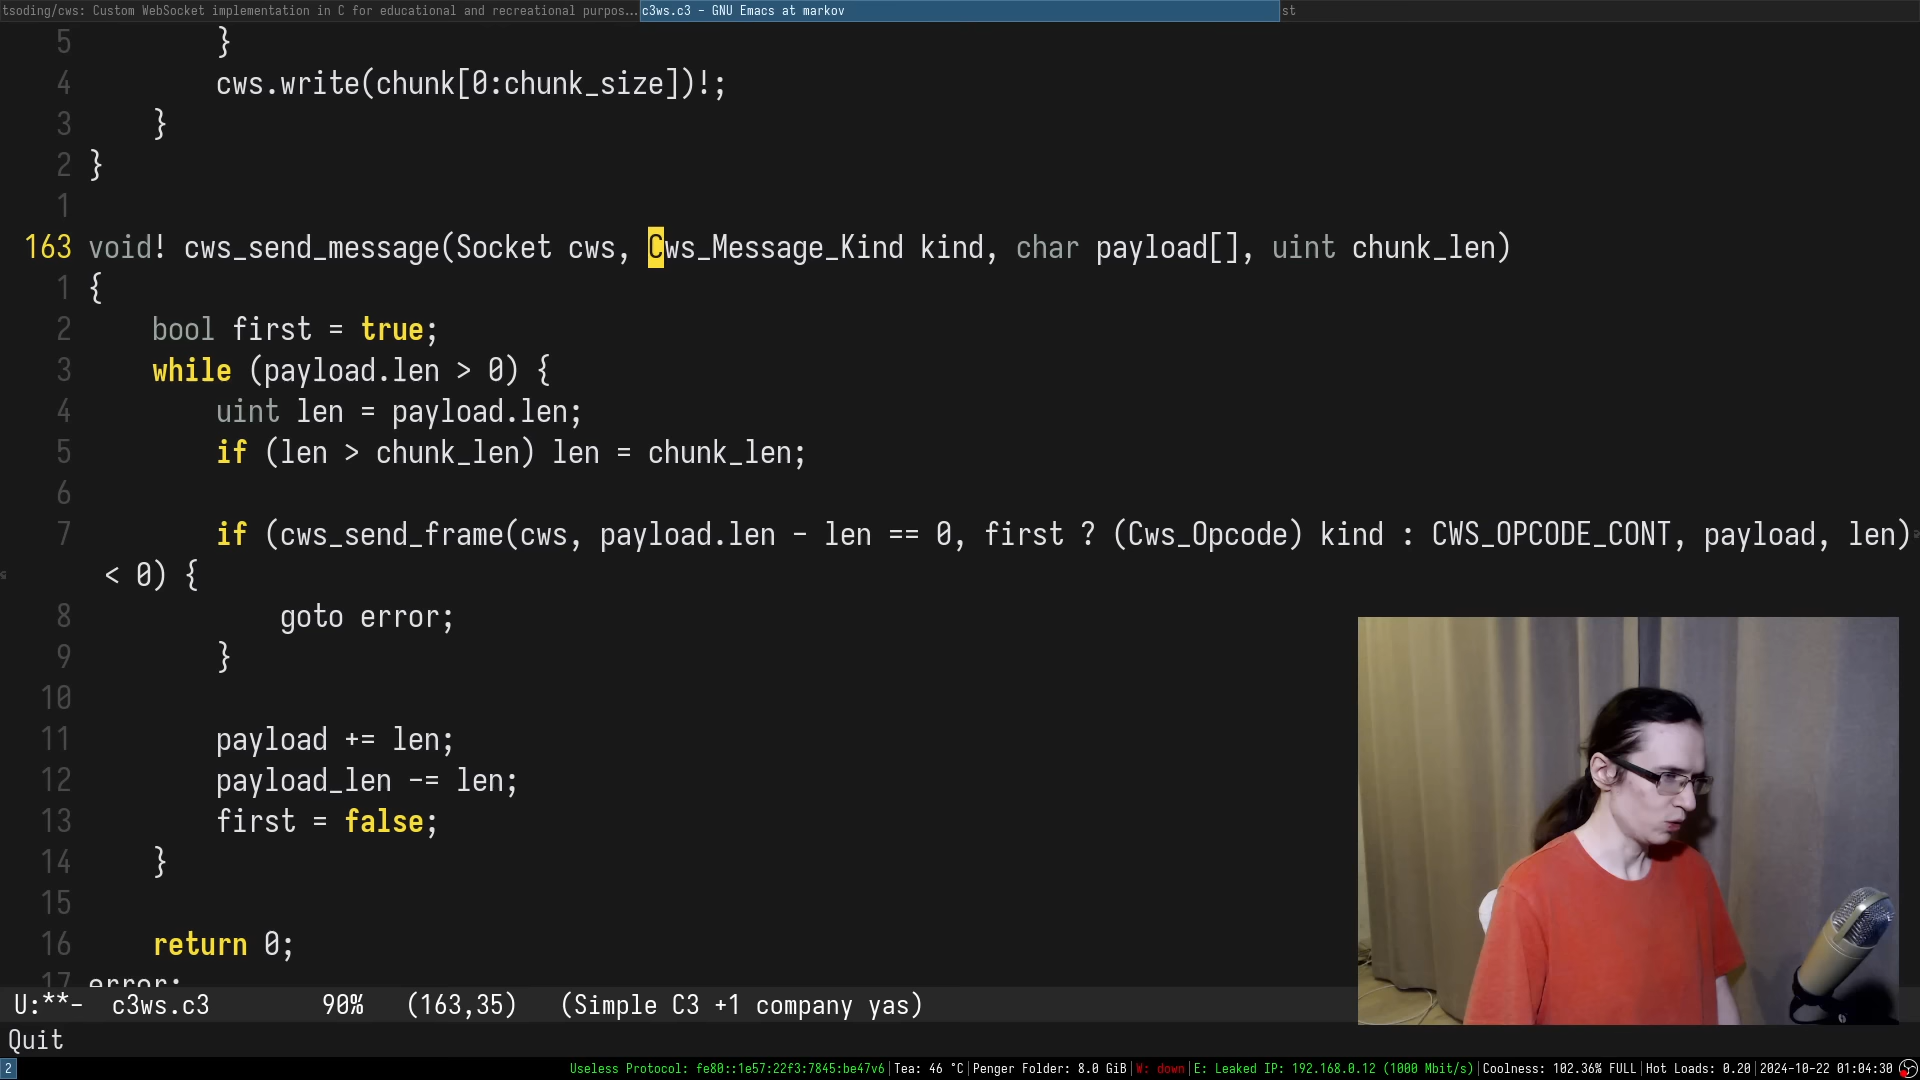 tsoding/cws: Custom WebSocket implementation in C for educational and recreational purpos... c3ws.c3 - GNU Emacs at markov st
5 }
4 cws.write(chunk[0:chunk_size])!;
3 }
2 }
1
163 void! cws_send_message(Socket cws, Cws_Message_Kind kind, char payload[], uint chunk_len)
1 {
2 bool first = true;
3 while (payload.len > 0) {
4 uint len = payload.len;
5 if (len > chunk_len) len = chunk_len;
6
7 if (cws_send_frame(cws, payload.len - len == 0, first ? (Cws_Opcode) kind : CWS_OPCODE_CONT, payload, len)
< 0) {
8 goto error;
9 }
10
11 payload += len;
12 payload_len -= len;
13 first = false;
14 }
15
16 return 0;
17 error:
U:**- c3ws.c3 90% (163,35) (Simple C3 +1 company yas)
Quit
2 Useless Protocol: fe80::1e57:22f3:7845:be47v6|Tea: 46 °C|Penger Folder: 8.0 GiB|W: down|E: Leaked IP: 192.168.0.12 (1000 Mbit/s)|Coolness: 102.36% FULL|Hot Loads: 0.20|2024-10-22 01:04:30